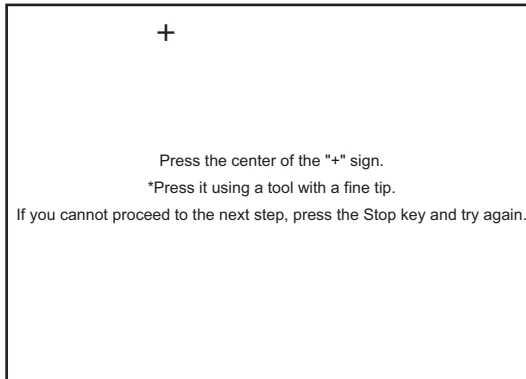 +
Press the center of the "+" sign.
*Press it using a tool with a fine tip.
If you cannot proceed to the next step, press the Stop key and try again.